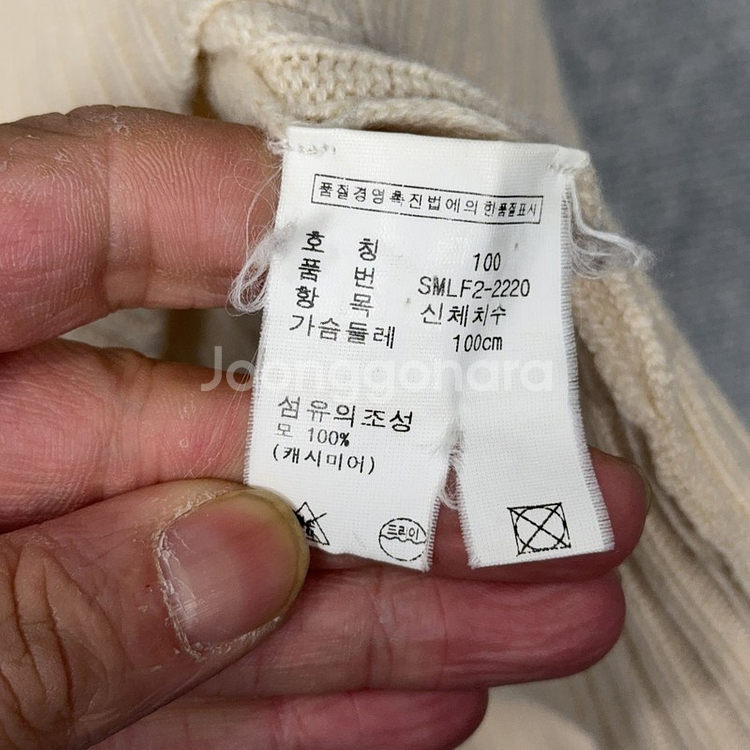 품질경영촉진법에의한품질표시
호 칭 100
품 번 SMLF2-2220
항 목 신체치수
가슴둘레 100cm
Joonggonara
섬유의조성
모 100%
(캐시미어)
드라이